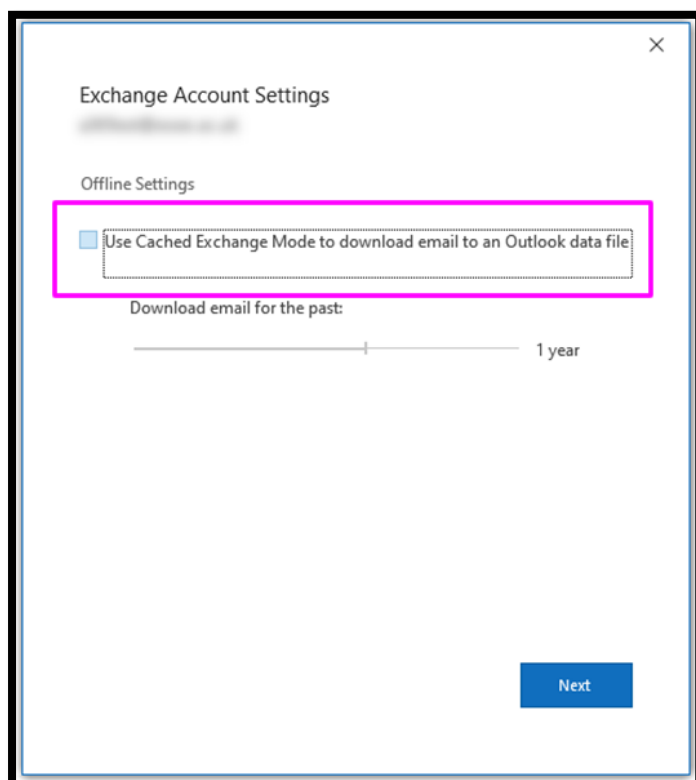 Exchange Account Settings
Offline Settings
Use Cached Exchange Mode to download email to an Outlook data file
Download email for the past:
1 year
Next